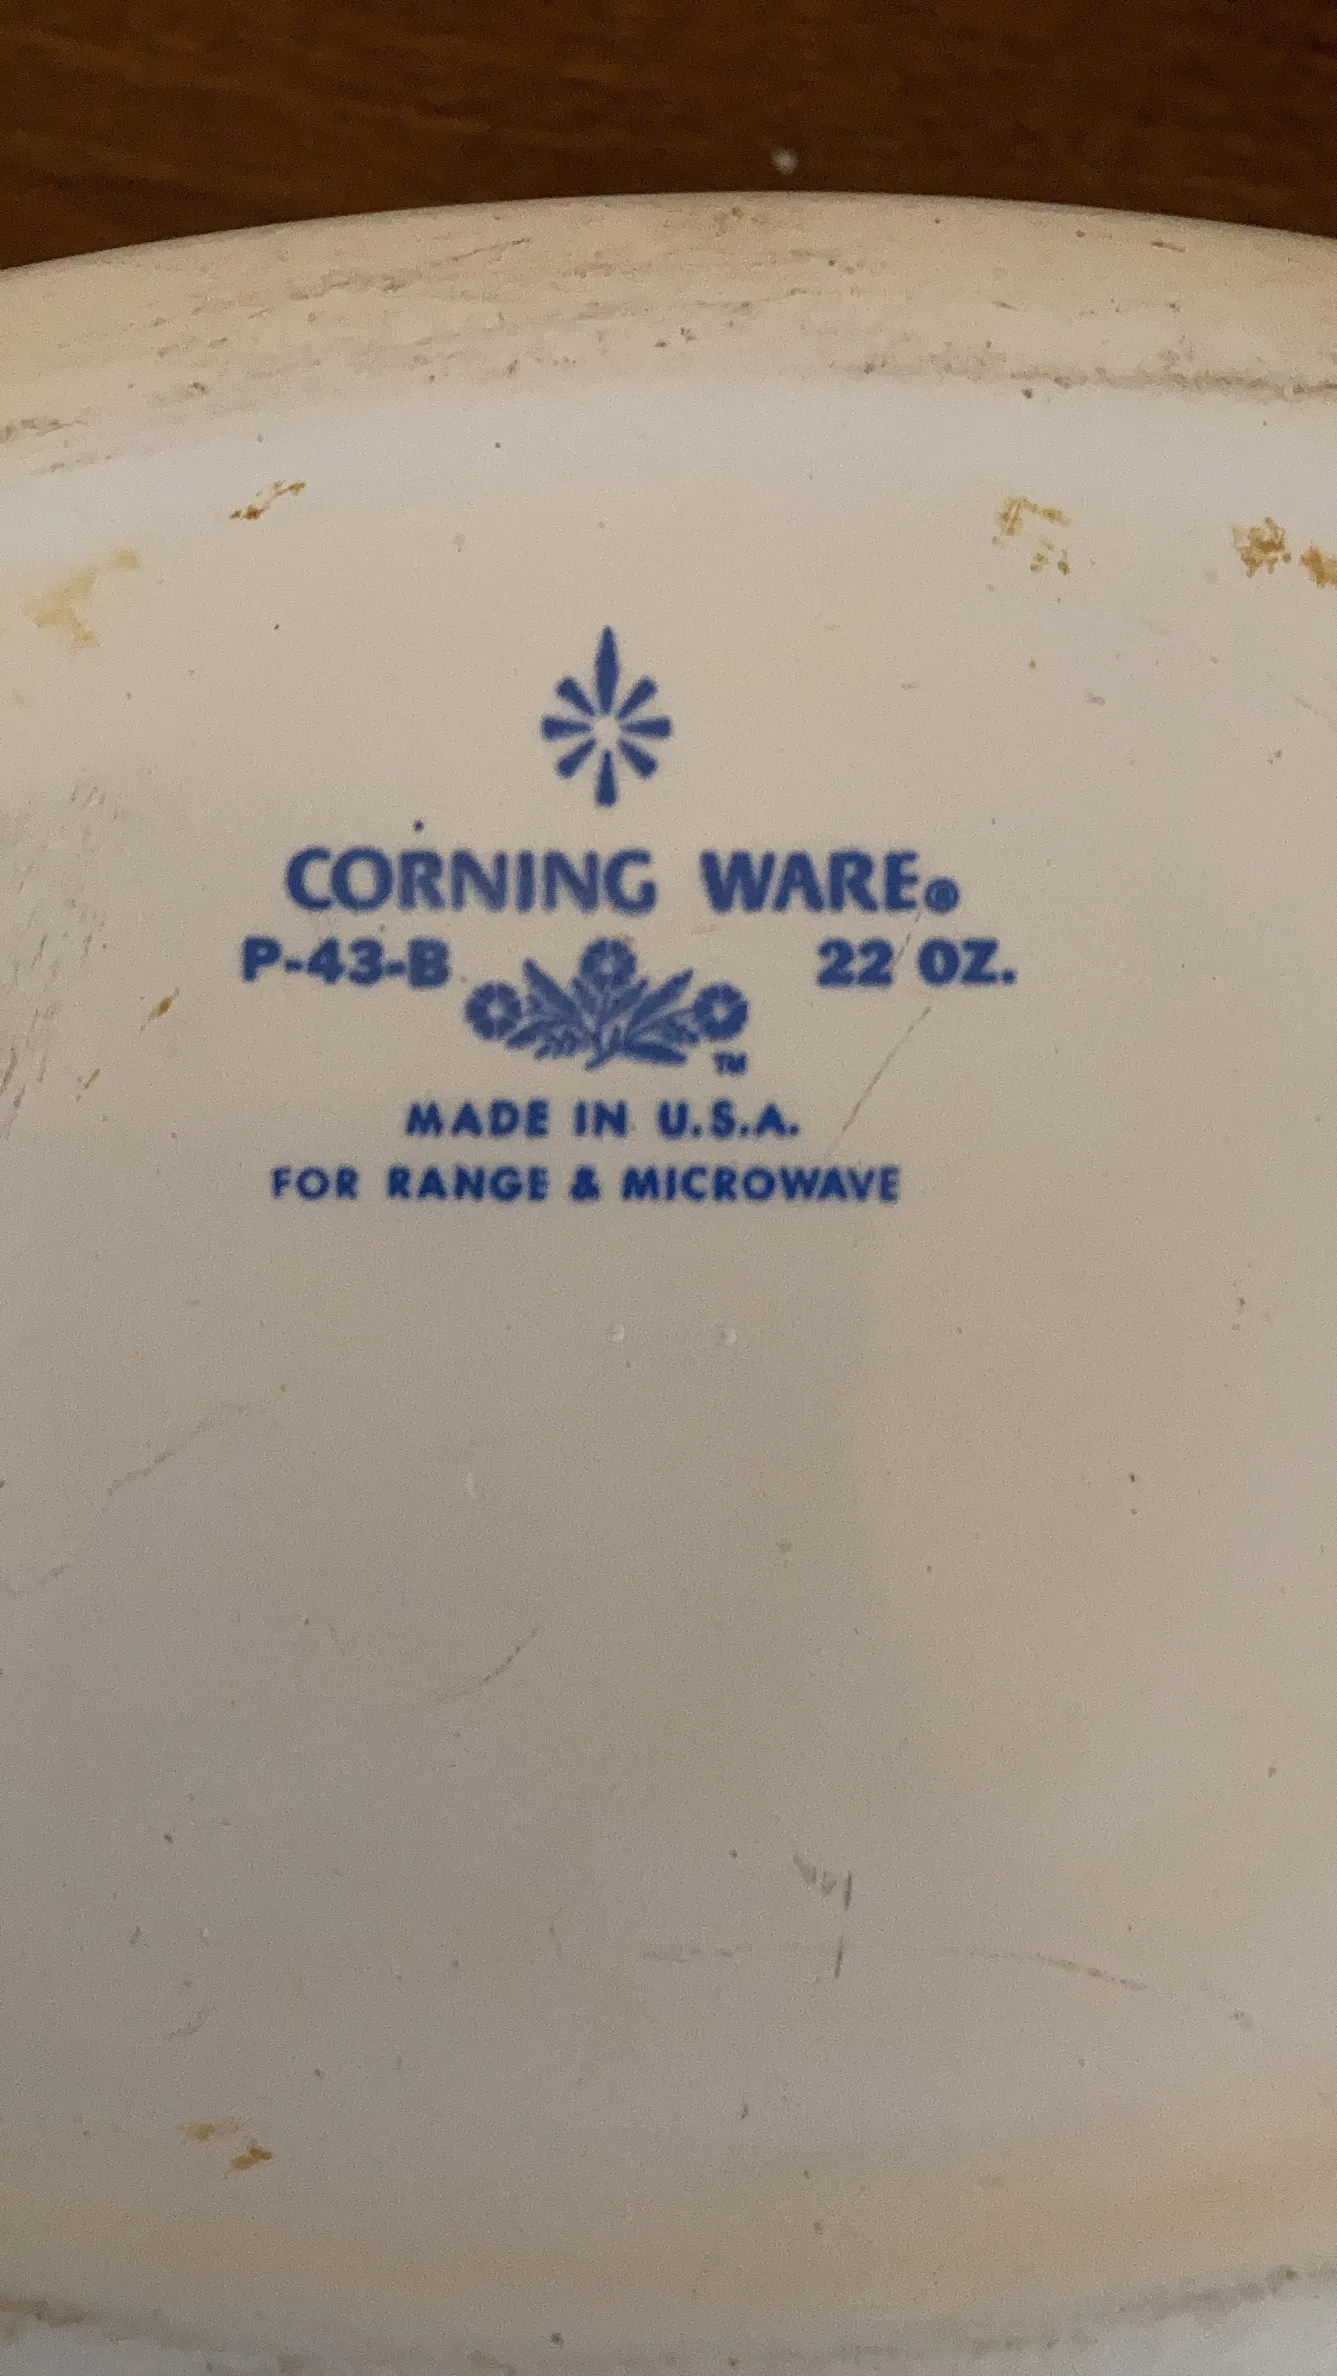 CORNING WARE®
P-43-B 22 OZ.
TM
MADE IN U.S.A.
FOR RANGE & MICROWAVE